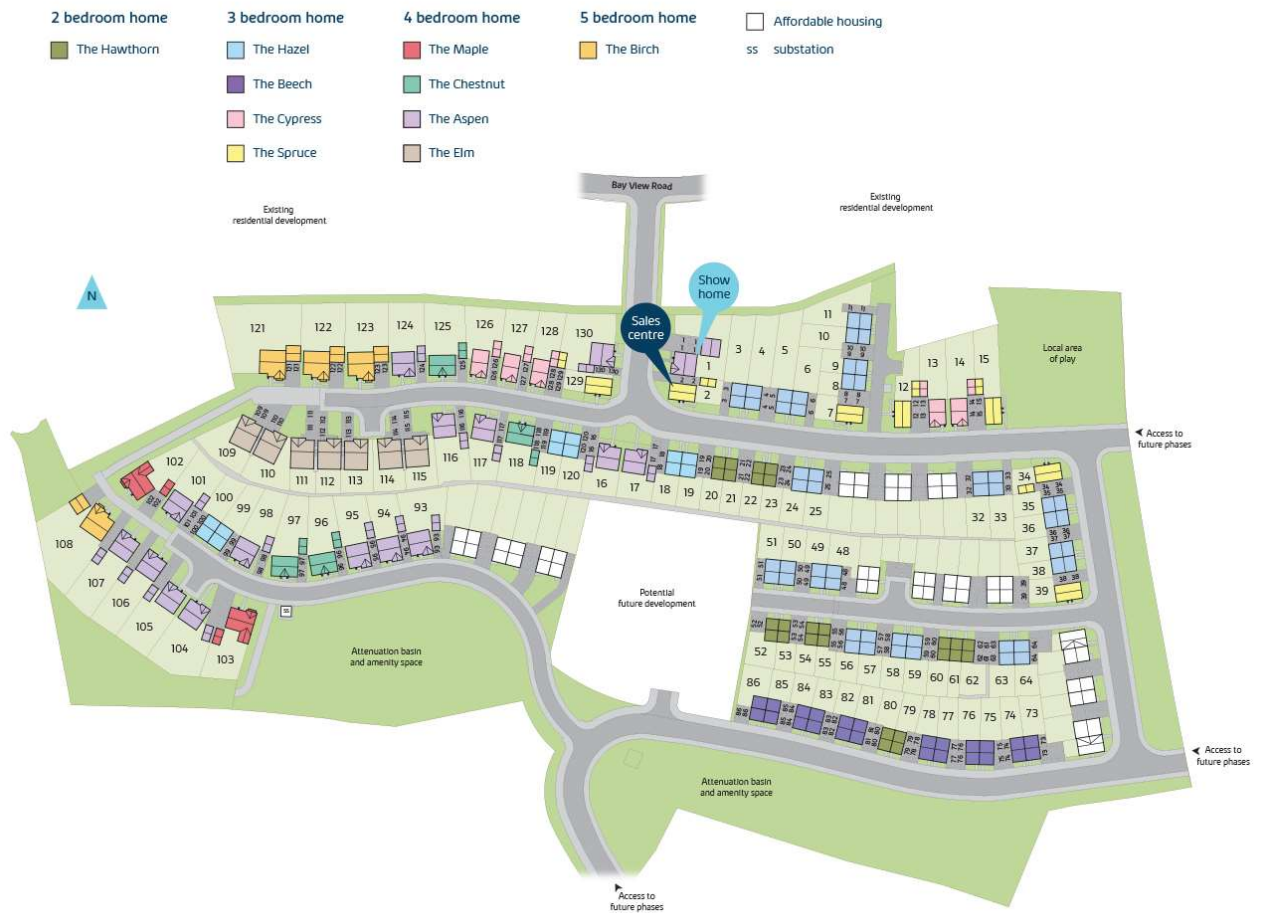 2 bedroom home
The Hawthorn
3 bedroom home
The Hazel
The Beech
The Cypress
The Spruce
4 bedroom home
The Maple
The Chestnut
The Aspen
The Elm
5 bedroom home
The Birch
Affordable housing
ss substation
Bay View Road
Existing
residential development
Existing
residential development
N
Show
home
Sales
centre
Local area
of play
121
122
123
124
125
126
127
128
130
129
1
2
3
4
5
6
7
8
9
10
11
12
13
14
15
Access to
future phases
109
110
111
112
113
114
115
116
117
118
119
120
16
17
18
19
20
21
22
23
24
25
32
33
34
35
36
37
38
39
102
101
100
99
98
97
96
95
94
93
108
107
106
105
104
103
ss
51
50
49
48
Potential
future development
Attenuation basin
and amenity space
52
53
54
55
56
57
58
59
60
61
62
63
64
86
85
84
83
82
81
80
79
78
77
76
75
74
73
Access to
future phases
Attenuation basin
and amenity space
Access to
future phases